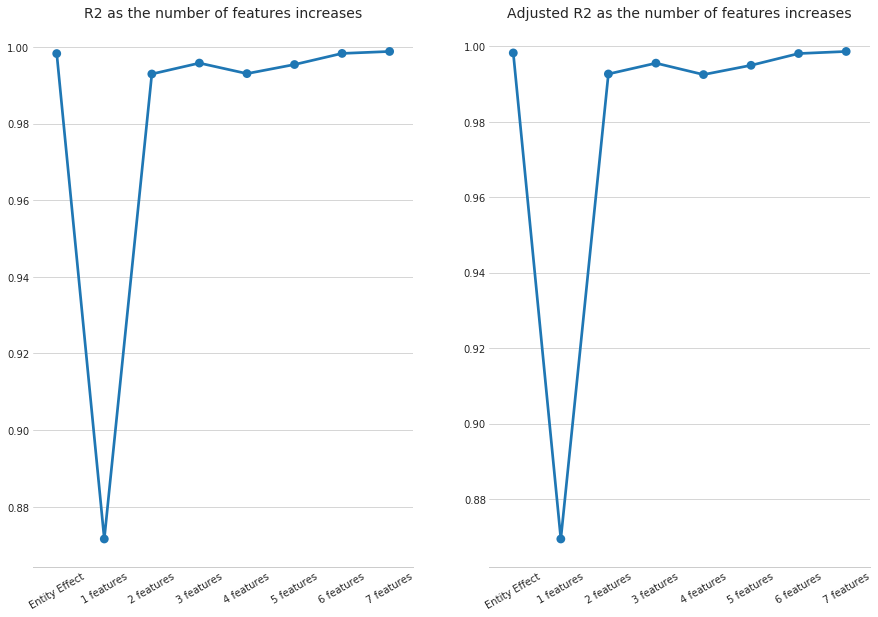 R2 as the number of features increases
1.00
0.98
0.96
0.94
0.92
0.90
0.88
Entity Effect
1 features
2 features
3 features
4 features
5 features
6 features
7 features
Adjusted R2 as the number of features increases
1.00
0.98
0.96
0.94
0.92
0.90
0.88
Entity Effect
1 features
2 features
3 features
4 features
5 features
6 features
7 features